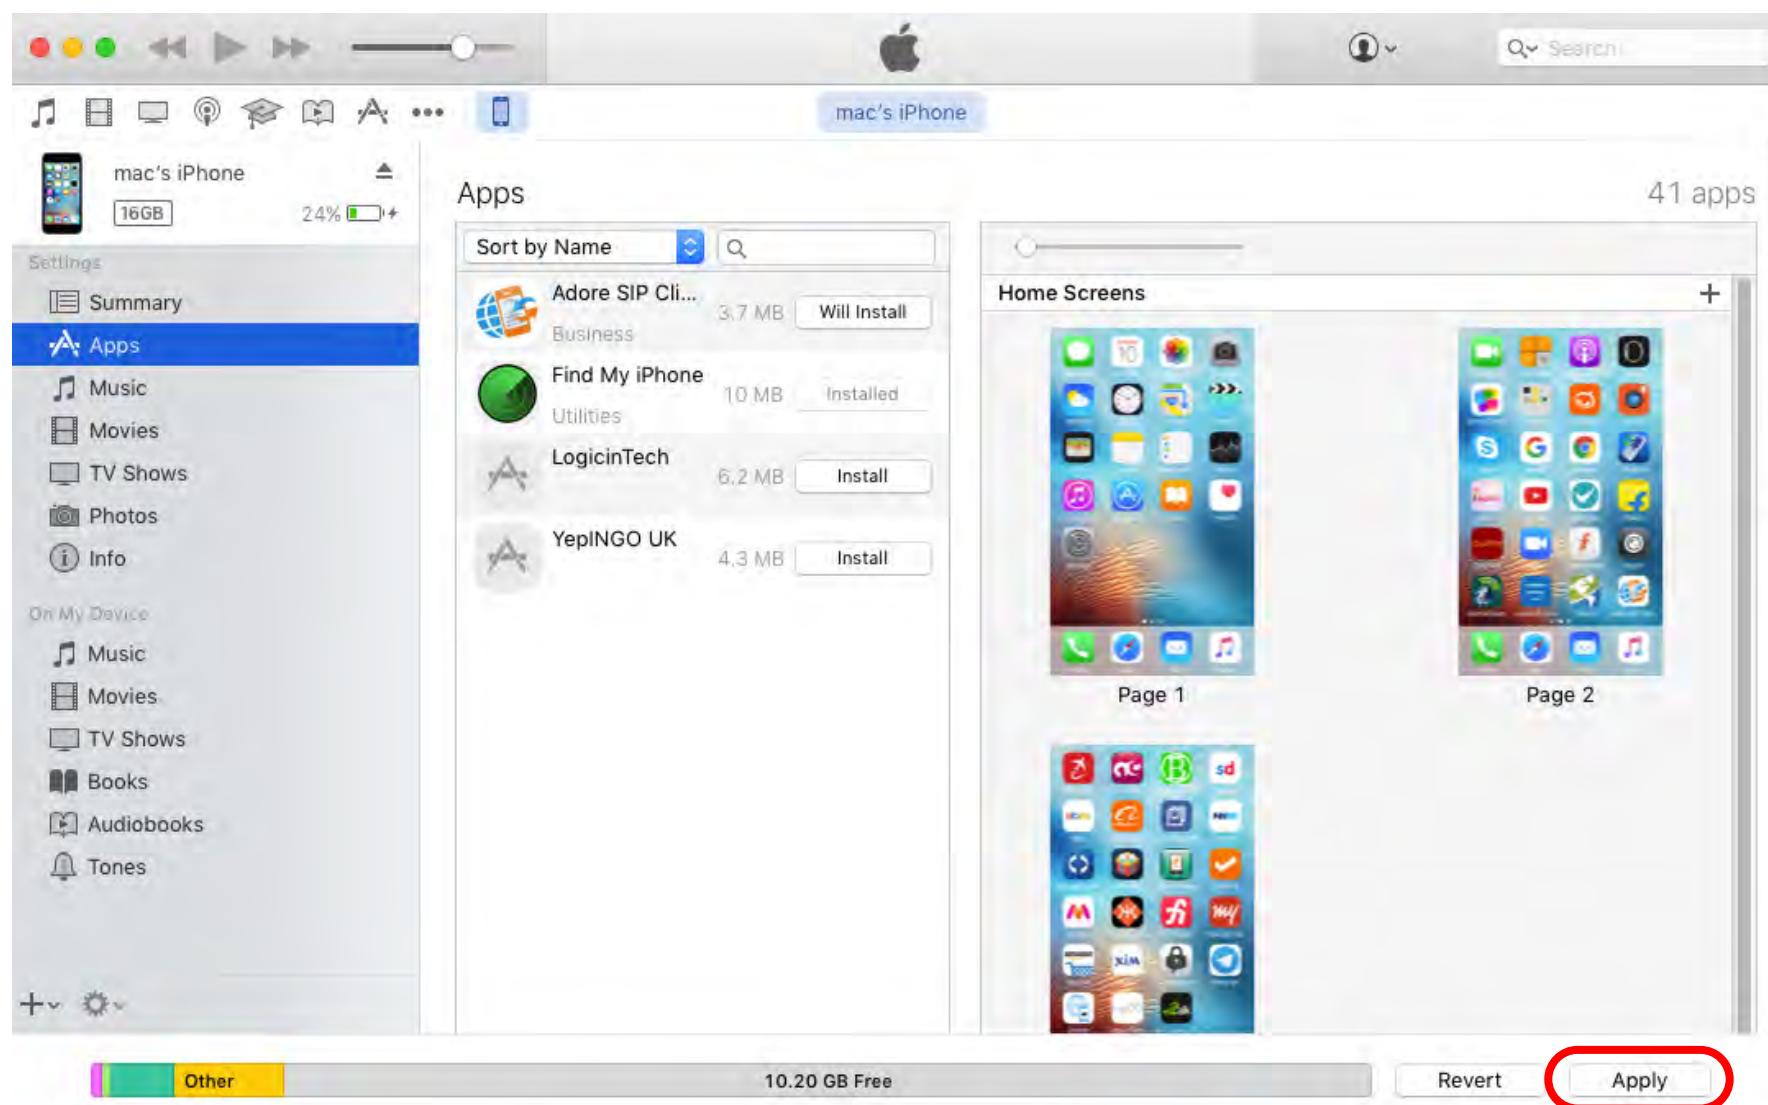 Search
mac's iPhone
mac's iPhone
16GB
24%
Settings
Summary
Apps
Music
Movies
TV Shows
Photos
Info
On My Device
Music
Movies
TV Shows
Books
Audiobooks
Tones
Apps
41 apps
Sort by Name
Adore SIP Cli...
Business
3.7 MB
Will Install
Find My iPhone
Utilities
10 MB
Installed
LogicinTech
6.2 MB
Install
YepINGO UK
4.3 MB
Install
Home Screens
10
G
Page 1
Page 2
sd
my
Other
10.20 GB Free
Revert
Apply